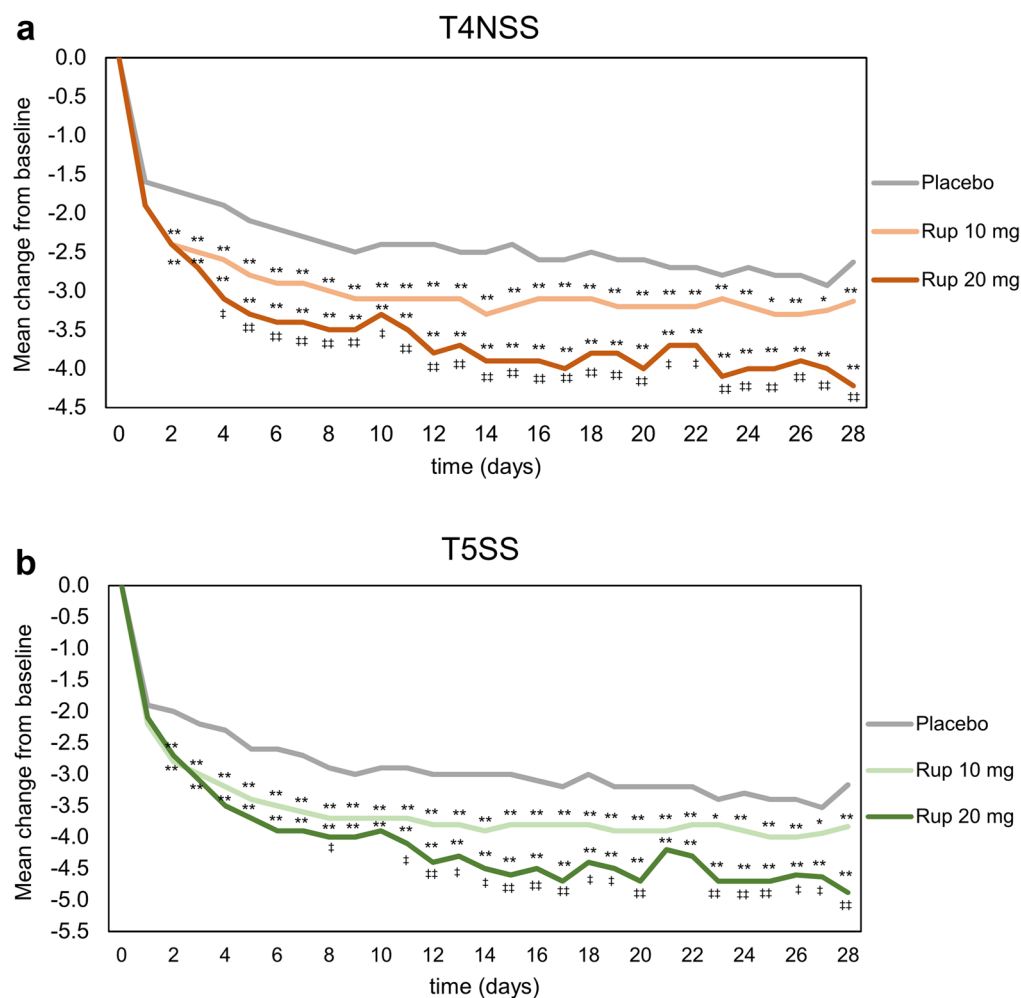 a
T4NSS
Mean change from baseline
0.0
-0.5
-1.0
-1.5
-2.0
-2.5
-3.0
-3.5
-4.0
-4.5
Placebo
Rup 10 mg
Rup 20 mg
** ** ** ** ** ** ** ** ** ** ** ** ** ** ** ** ** ** ** ** ** ** ** * ** * **
** ** ** ** ** ** ** ** ** ** ** ** ** ** ** ** ** ** ** ** ** ** ** ** ** ** **
‡ ‡‡ ‡‡ ‡‡ ‡‡ ‡‡ ‡ ‡‡ ‡‡ ‡‡ ‡‡ ‡‡ ‡‡ ‡‡ ‡‡ ‡‡ ‡‡ ‡ ‡ ‡‡ ‡‡ ‡‡ ‡‡ ‡‡ ‡‡
0 2 4 6 8 10 12 14 16 18 20 22 24 26 28
time (days)
b
T5SS
Mean change from baseline
0.0
-0.5
-1.0
-1.5
-2.0
-2.5
-3.0
-3.5
-4.0
-4.5
-5.0
-5.5
Placebo
Rup 10 mg
Rup 20 mg
** ** ** ** ** ** ** ** ** ** ** ** ** ** ** ** ** ** ** * ** * ** ** ** * **
** ** ** ** ** ** ** ** ** ** ** ** ** ** ** ** ** ** ** ** ** ** ** ** ** ** **
‡ ‡ ‡‡ ‡ ‡ ‡‡ ‡‡ ‡‡ ‡ ‡ ‡‡ ‡‡ ‡‡ ‡‡ ‡ ‡ ‡‡
0 2 4 6 8 10 12 14 16 18 20 22 24 26 28
time (days)